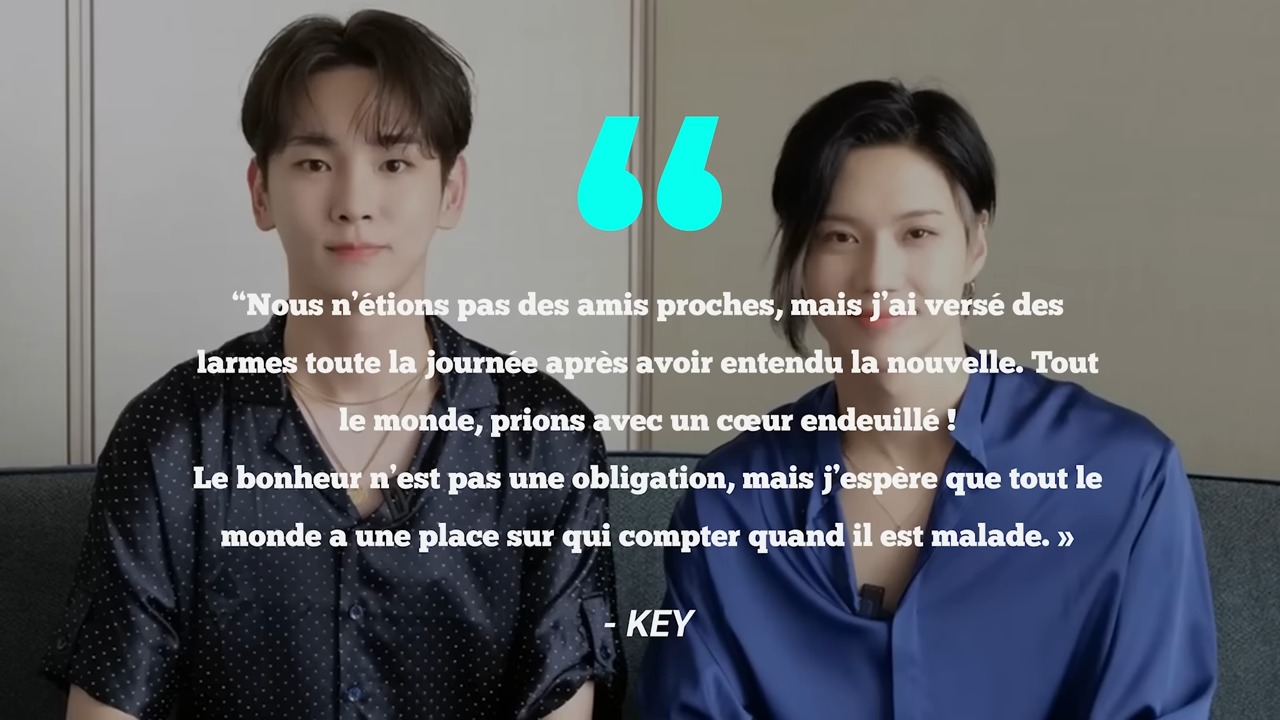 “Nous n’étions pas des amis proches, mais j’ai versé des
larmes toute la journée après avoir entendu la nouvelle. Tout
le monde, prions avec un cœur endeuillé !
Le bonheur n’est pas une obligation, mais j’espère que tout le
monde a une place sur qui compter quand il est malade. »
- KEY